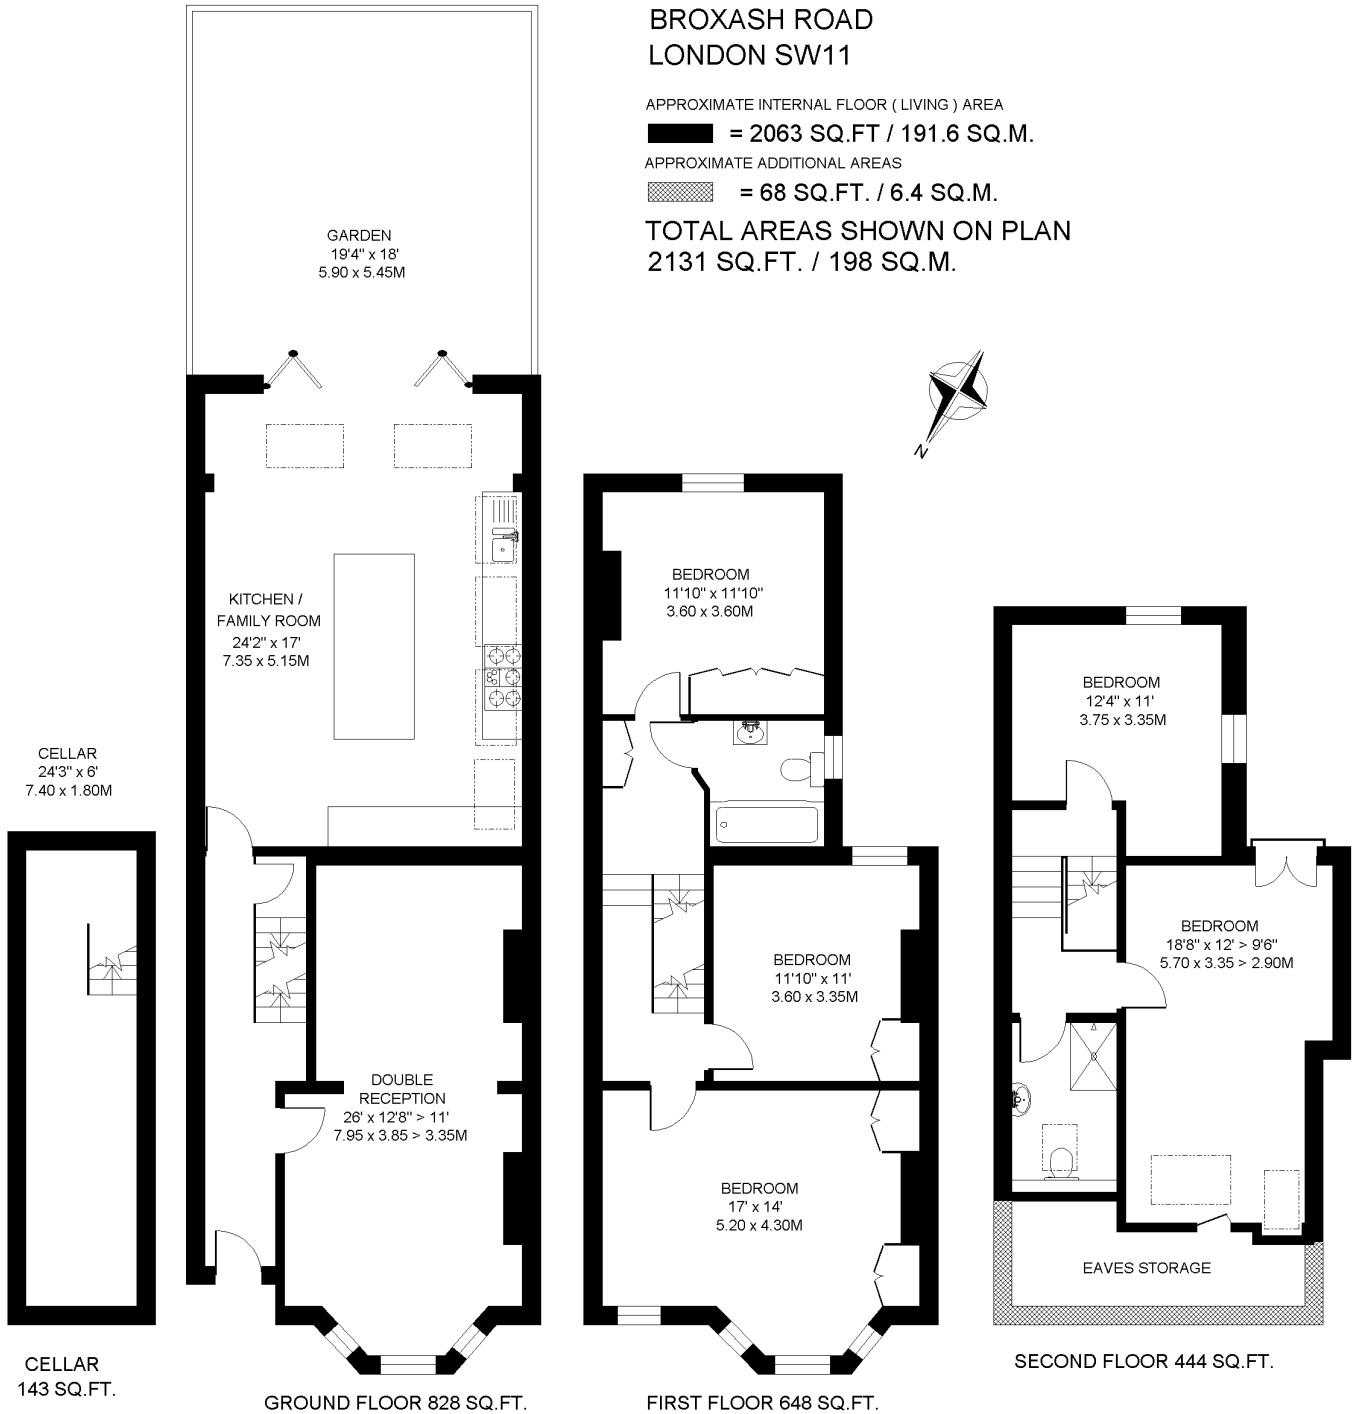 BROXASH ROAD
LONDON SW11
APPROXIMATE INTERNAL FLOOR ( LIVING ) AREA
= 2063 SQ.FT / 191.6 SQ.M.
APPROXIMATE ADDITIONAL AREAS
= 68 SQ.FT. / 6.4 SQ.M.
TOTAL AREAS SHOWN ON PLAN
2131 SQ.FT. / 198 SQ.M.
GARDEN
19'4" x 18'
5.90 x 5.45M
N
KITCHEN /
FAMILY ROOM
24'2" x 17'
7.35 x 5.15M
CELLAR
24'3" x 6'
7.40 x 1.80M
DOUBLE
RECEPTION
26' x 12'8" > 11'
7.95 x 3.85 > 3.35M
BEDROOM
11'10" x 11'10"
3.60 x 3.60M
BEDROOM
11'10" x 11'
3.60 x 3.35M
BEDROOM
17' x 14'
5.20 x 4.30M
BEDROOM
12'4" x 11'
3.75 x 3.35M
BEDROOM
18'8" x 12' > 9'6"
5.70 x 3.35 > 2.90M
EAVES STORAGE
CELLAR
143 SQ.FT.
GROUND FLOOR 828 SQ.FT.
FIRST FLOOR 648 SQ.FT.
SECOND FLOOR 444 SQ.FT.